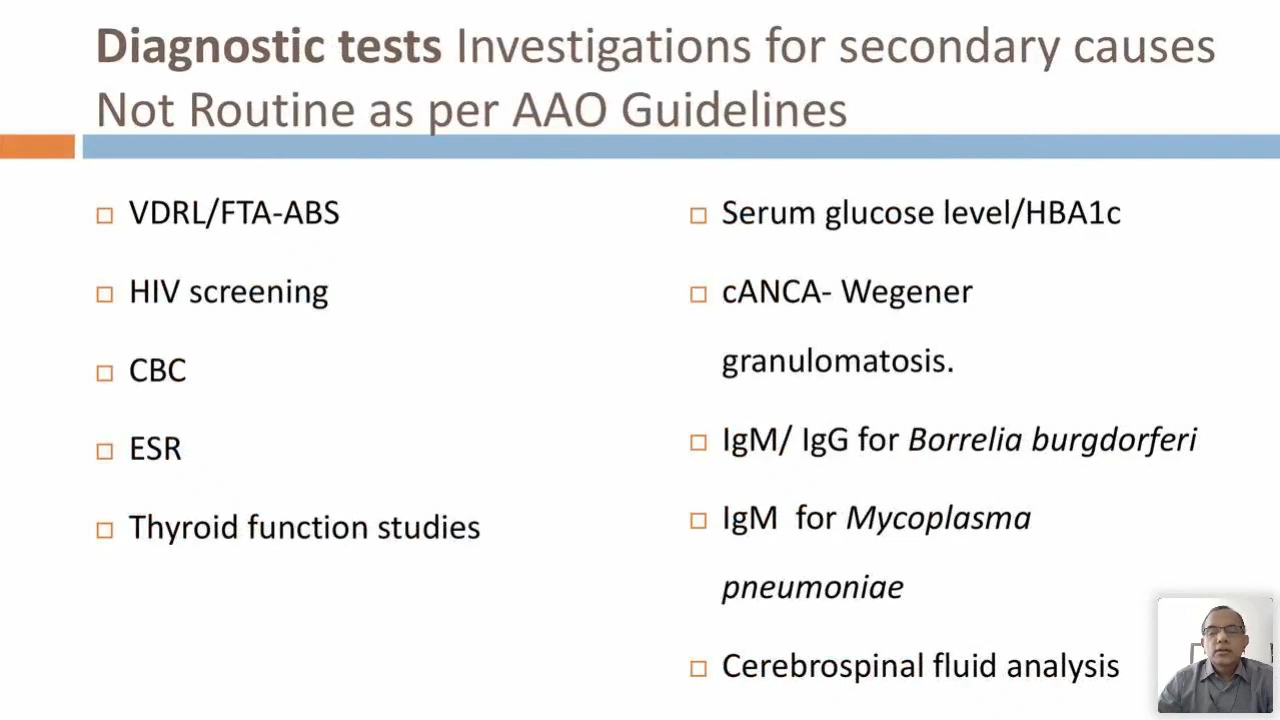 Diagnostic tests Investigations for secondary causes
Not Routine as per AAO Guidelines
VDRL/FTA-ABS
HIV screening
CBC
ESR
Thyroid function studies
Serum glucose level/HBA1c
cANCA- Wegener
granulomatosis.
IgM/ IgG for Borrelia burgdorferi
IgM for Mycoplasma
pneumoniae
Cerebrospinal fluid analysis